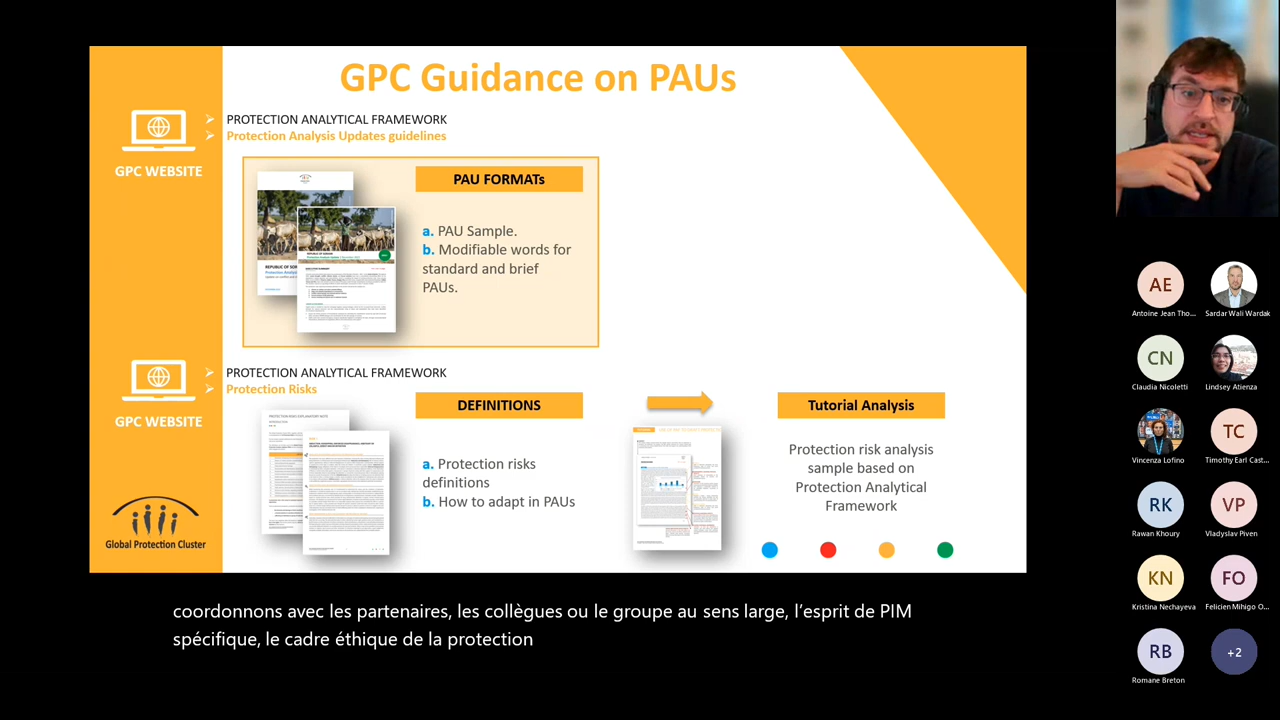 GPC Guidance on PAUs
PROTECTION ANALYTICAL FRAMEWORK
Protection Analysis Updates guidelines
GPC WEBSITE
PAU FORMATs
a. PAU Sample.
b. Modifiable words for
standard and brief
PAUs.
PROTECTION ANALYTICAL FRAMEWORK
Protection Risks
GPC WEBSITE
DEFINITIONS
a. Protection risks
definitions
b. How to adapt in PAUs
Tutorial Analysis
Protection risk analysis
sample based on
Protection Analytical
Framework
Global Protection Cluster
coordonnons avec les partenaires, les collègues ou le groupe au sens large, l’esprit de PIM
spécifique, le cadre éthique de la protection
AE
Antoine Jean Tho...
Sardar Wali Wardak
CN
Claudia Nicoletti
Lindsey Atienza
Vincenza Lofino
TC
Timothy Earl Cast...
RK
Rawan Khoury
VP
Vladyslav Piven
KN
Kristina Nechayeva
FO
Felicien Mihigo O...
RB
Romane Breton
+2